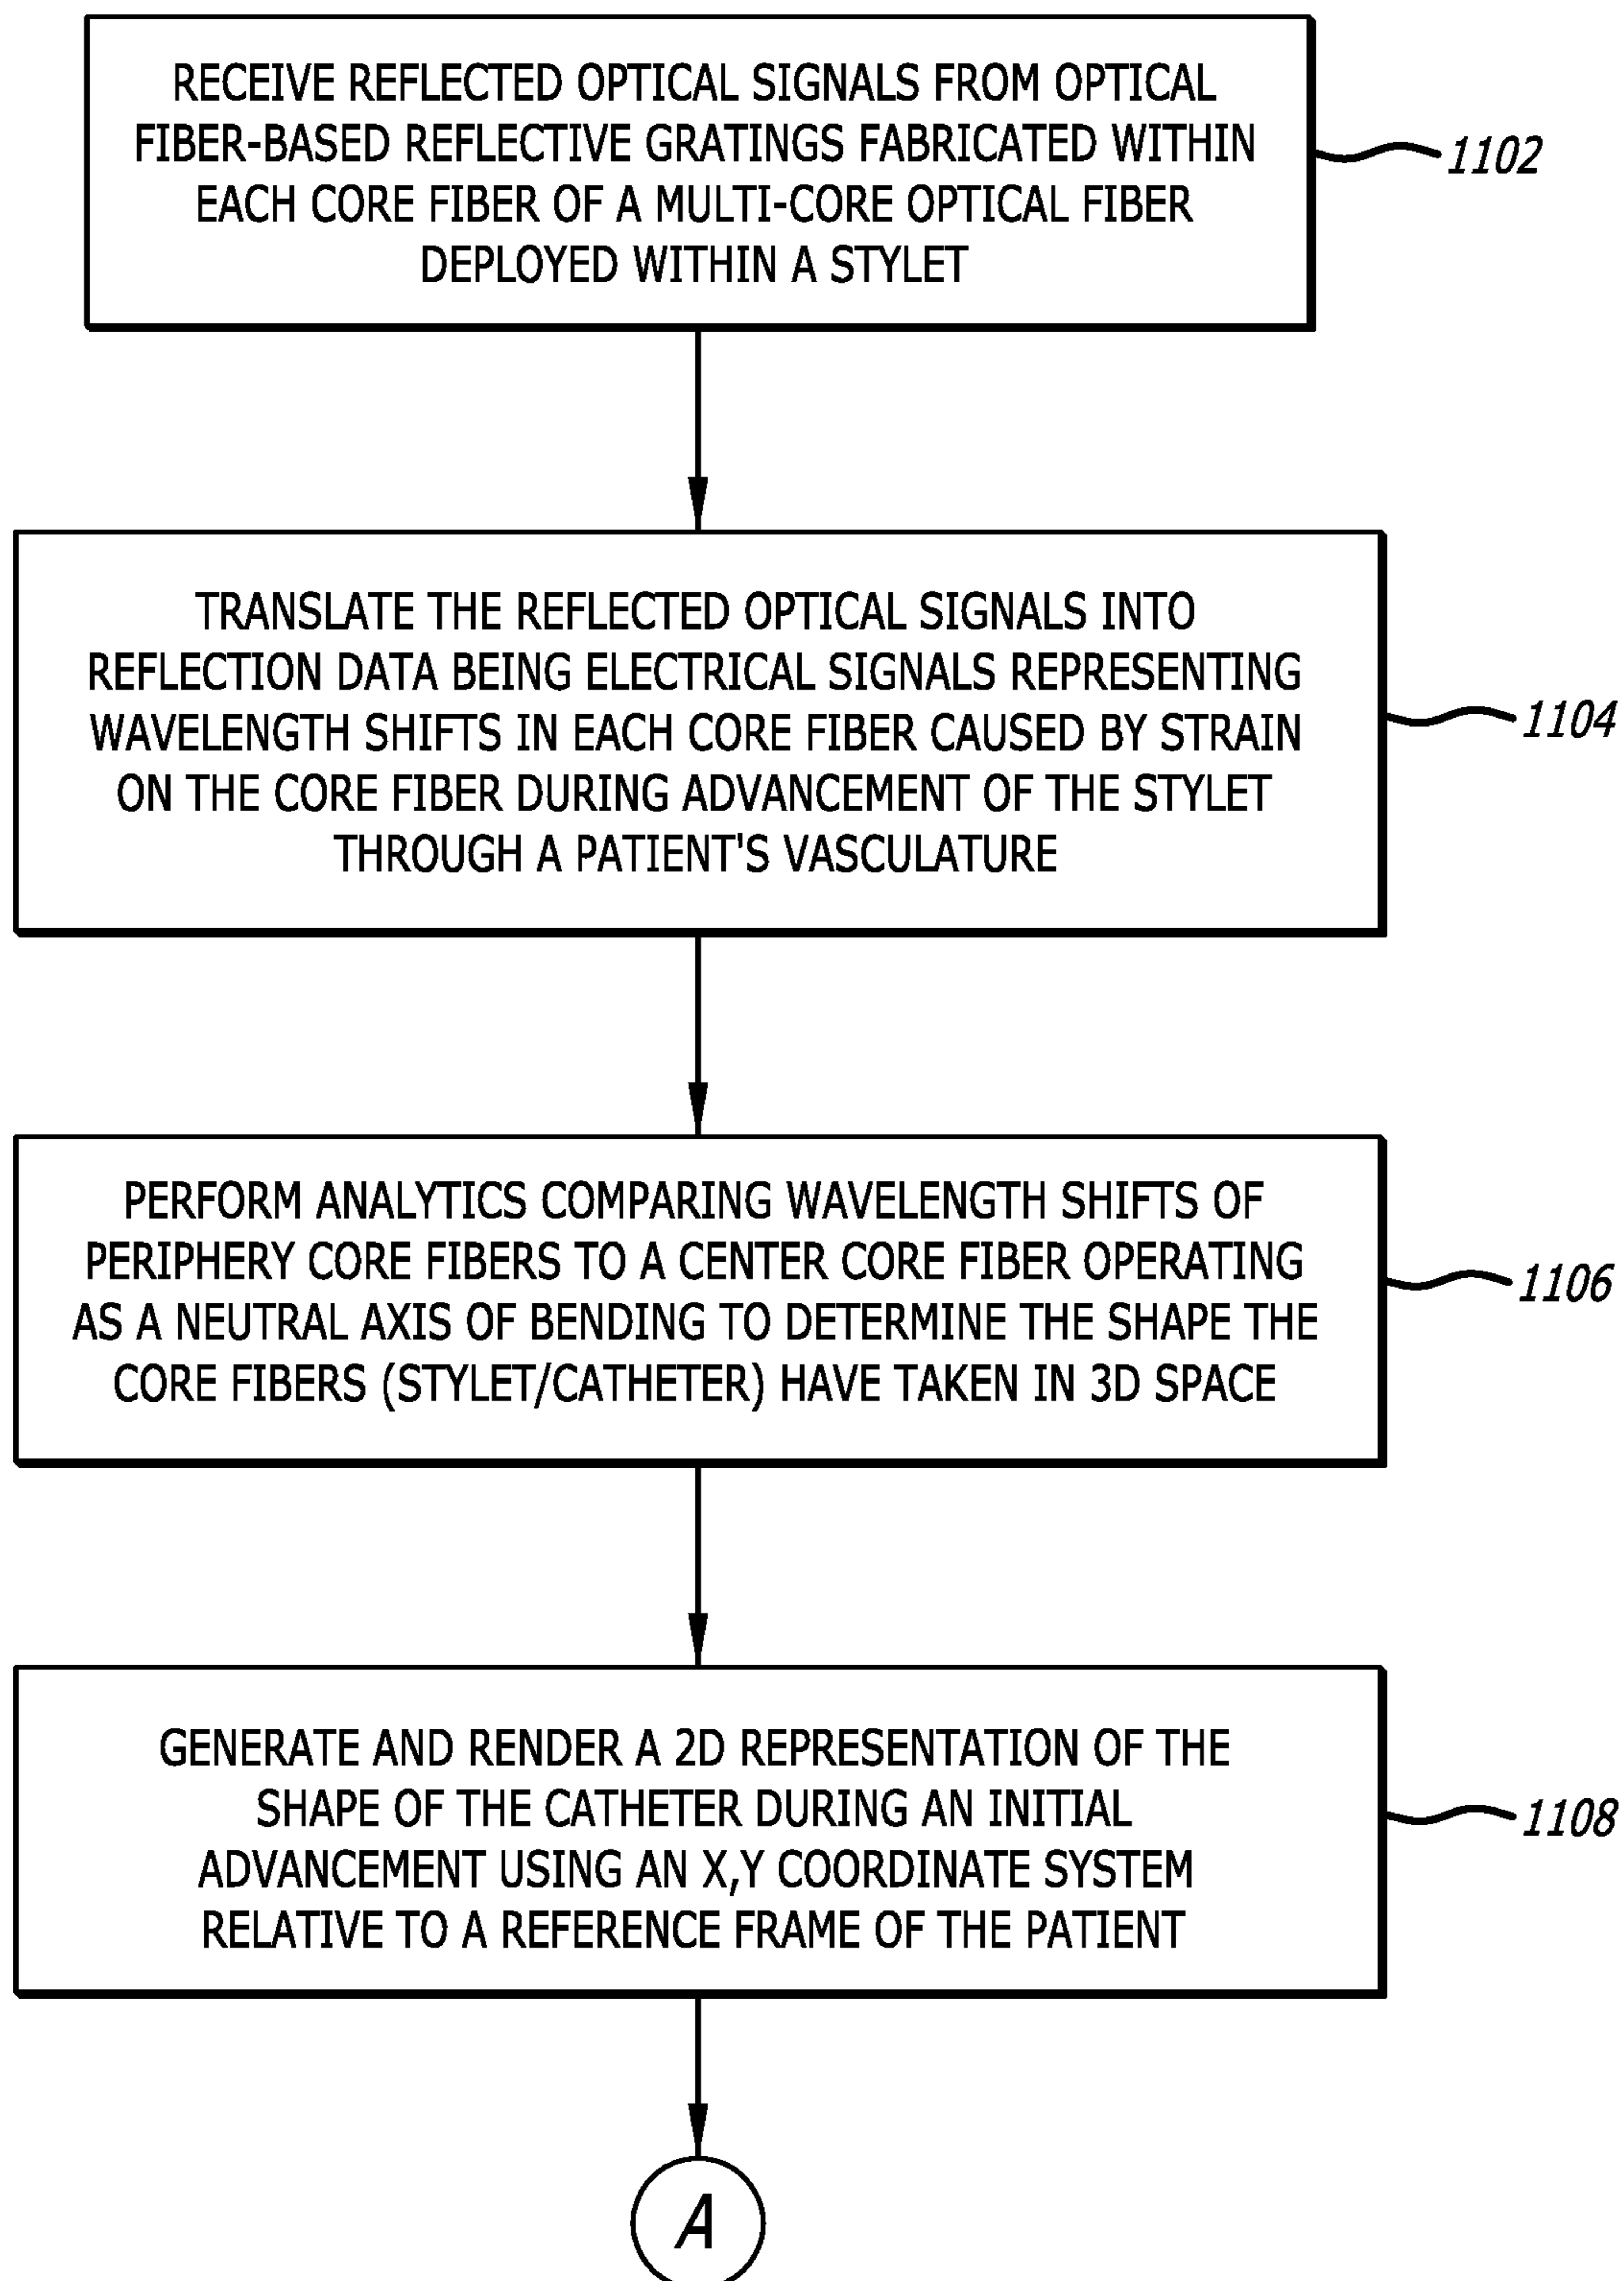 RECEIVE REFLECTED OPTICAL SIGNALS FROM OPTICAL
FIBER-BASED REFLECTIVE GRATINGS FABRICATED WITHIN
EACH CORE FIBER OF A MULTI-CORE OPTICAL FIBER
DEPLOYED WITHIN A STYLET
1102
TRANSLATE THE REFLECTED OPTICAL SIGNALS INTO
REFLECTION DATA BEING ELECTRICAL SIGNALS REPRESENTING
WAVELENGTH SHIFTS IN EACH CORE FIBER CAUSED BY STRAIN
ON THE CORE FIBER DURING ADVANCEMENT OF THE STYLET
THROUGH A PATIENT'S VASCULATURE
1104
PERFORM ANALYTICS COMPARING WAVELENGTH SHIFTS OF
PERIPHERY CORE FIBERS TO A CENTER CORE FIBER OPERATING
AS A NEUTRAL AXIS OF BENDING TO DETERMINE THE SHAPE THE
CORE FIBERS (STYLET/CATHETER) HAVE TAKEN IN 3D SPACE
1106
GENERATE AND RENDER A 2D REPRESENTATION OF THE
SHAPE OF THE CATHETER DURING AN INITIAL
ADVANCEMENT USING AN X,Y COORDINATE SYSTEM
RELATIVE TO A REFERENCE FRAME OF THE PATIENT
1108
A